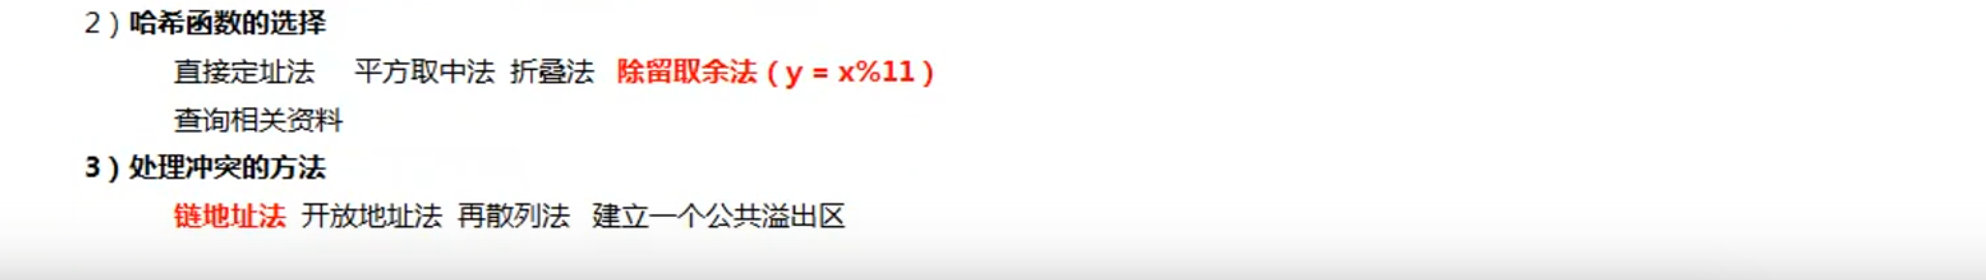 2）哈希函数的选择
直接定址法 平方取中法 折叠法 除留取余法（y = x%11）
查询相关资料
3）处理冲突的方法
链地址法 开放地址法 再散列法 建立一个公共溢出区